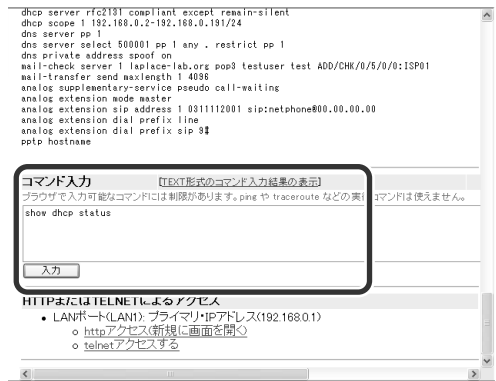 dhcp server rfc2131 compliant except remain-silent
dhcp scope 1 192.168.0.2-192.168.0.191/24
dns server pp 1
dns server select 500001 pp 1 any . restrict pp 1
dns private address spoof on
mail-check server 1 laplace-lab.org pop3 testuser test ADD/CHK/0/5/0/0:ISP01
mail-transfer send maxlength 1 4096
analog supplementary-service pseudo call-waiting
analog extension mode master
analog extension sip address 1 0311112001 sip:netphone@00.00.00.00
analog extension dial prefix line
analog extension dial prefix sip 9#
pptp hostname
コマンド入力 [TEXT形式のコマンド入力結果の表示]
ブラウザで入力可能なコマンドには制限があります。ping や traceroute などの実 コマンドは使えません。
show dhcp status
入力
HTTPまたはTELNETによるアクセス
• LANポート(LAN1): プライマリ・IPアドレス(192.168.0.1)
o httpアクセス(新規に画面を開く)
o telnetアクセスする